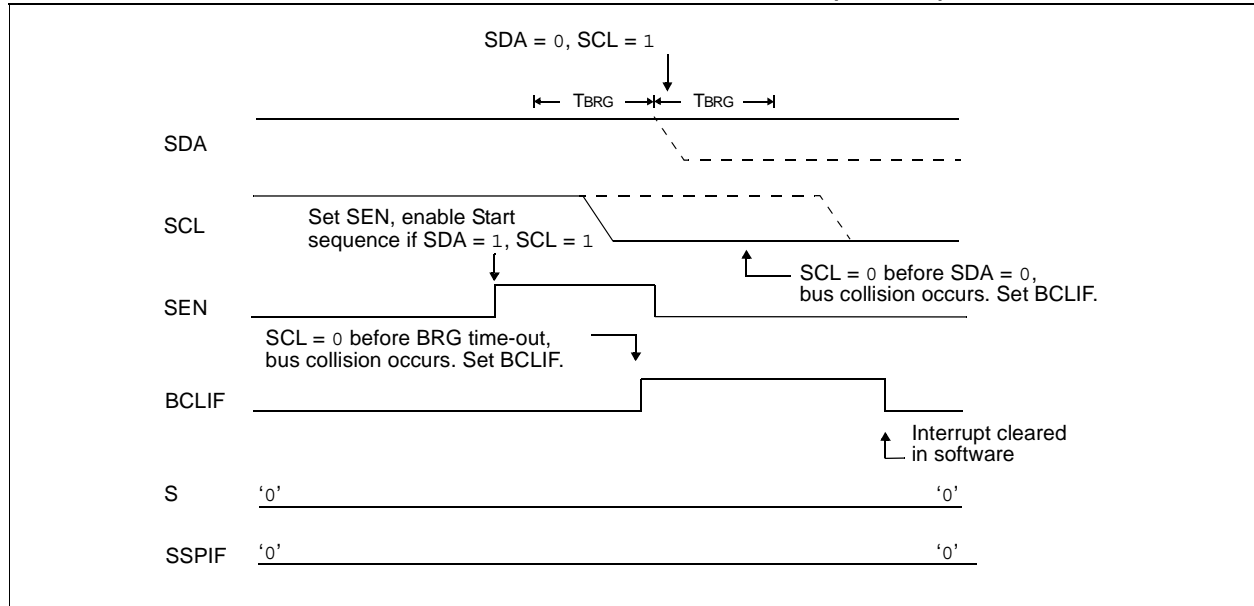 SDA = 0, SCL = 1
TBRG TBRG
SDA
SCL
Set SEN, enable Start
sequence if SDA = 1, SCL = 1
SCL = 0 before SDA = 0,
bus collision occurs. Set BCLIF.
SEN
SCL = 0 before BRG time-out,
bus collision occurs. Set BCLIF.
BCLIF
Interrupt cleared
in software
S ‘0’ ‘0’
SSPIF ‘0’ ‘0’